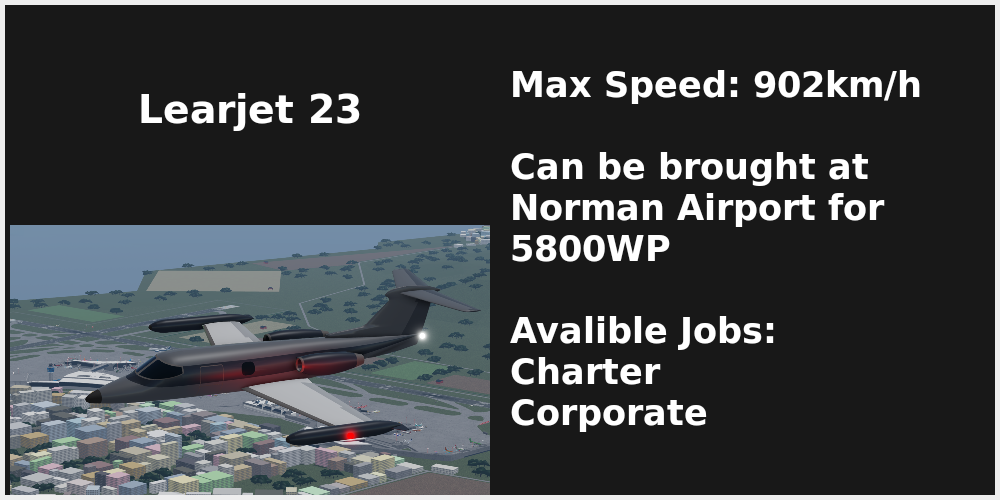 Learjet 23
Max Speed: 902km/h
Can be brought at
Norman Airport for
5800WP
Avalible Jobs:
Charter
Corporate